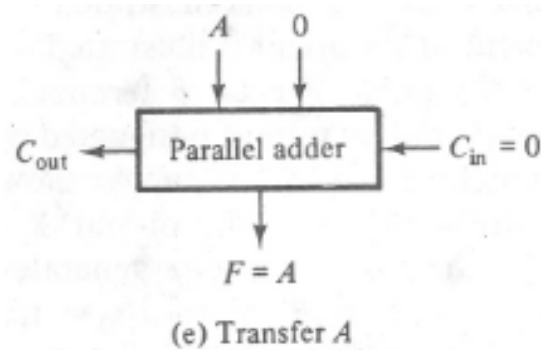 A 0
C_out Parallel adder C_in = 0
F = A
(e) Transfer A